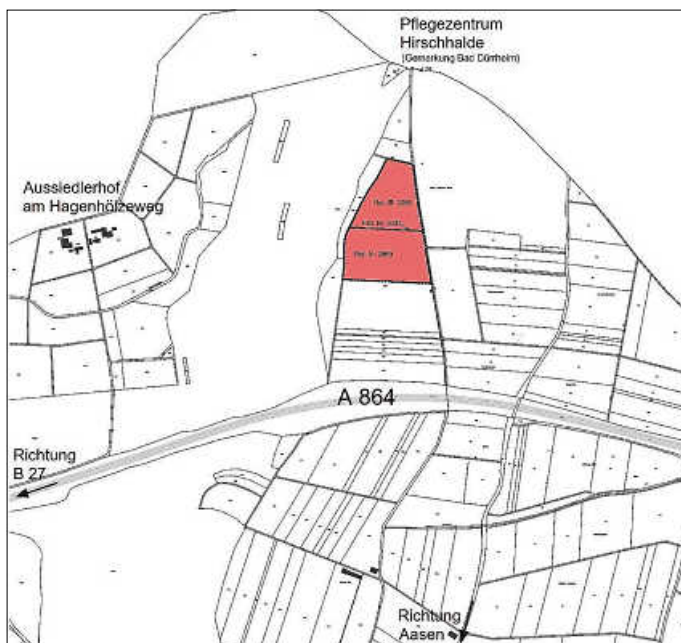 Pflegezentrum
Hirschhalde
(Gemarkung Bad Dürrheim)
Aussiedlerhof
am Hagenhölzeweg
A 864
Richtung
B 27
Richtung
Aasen